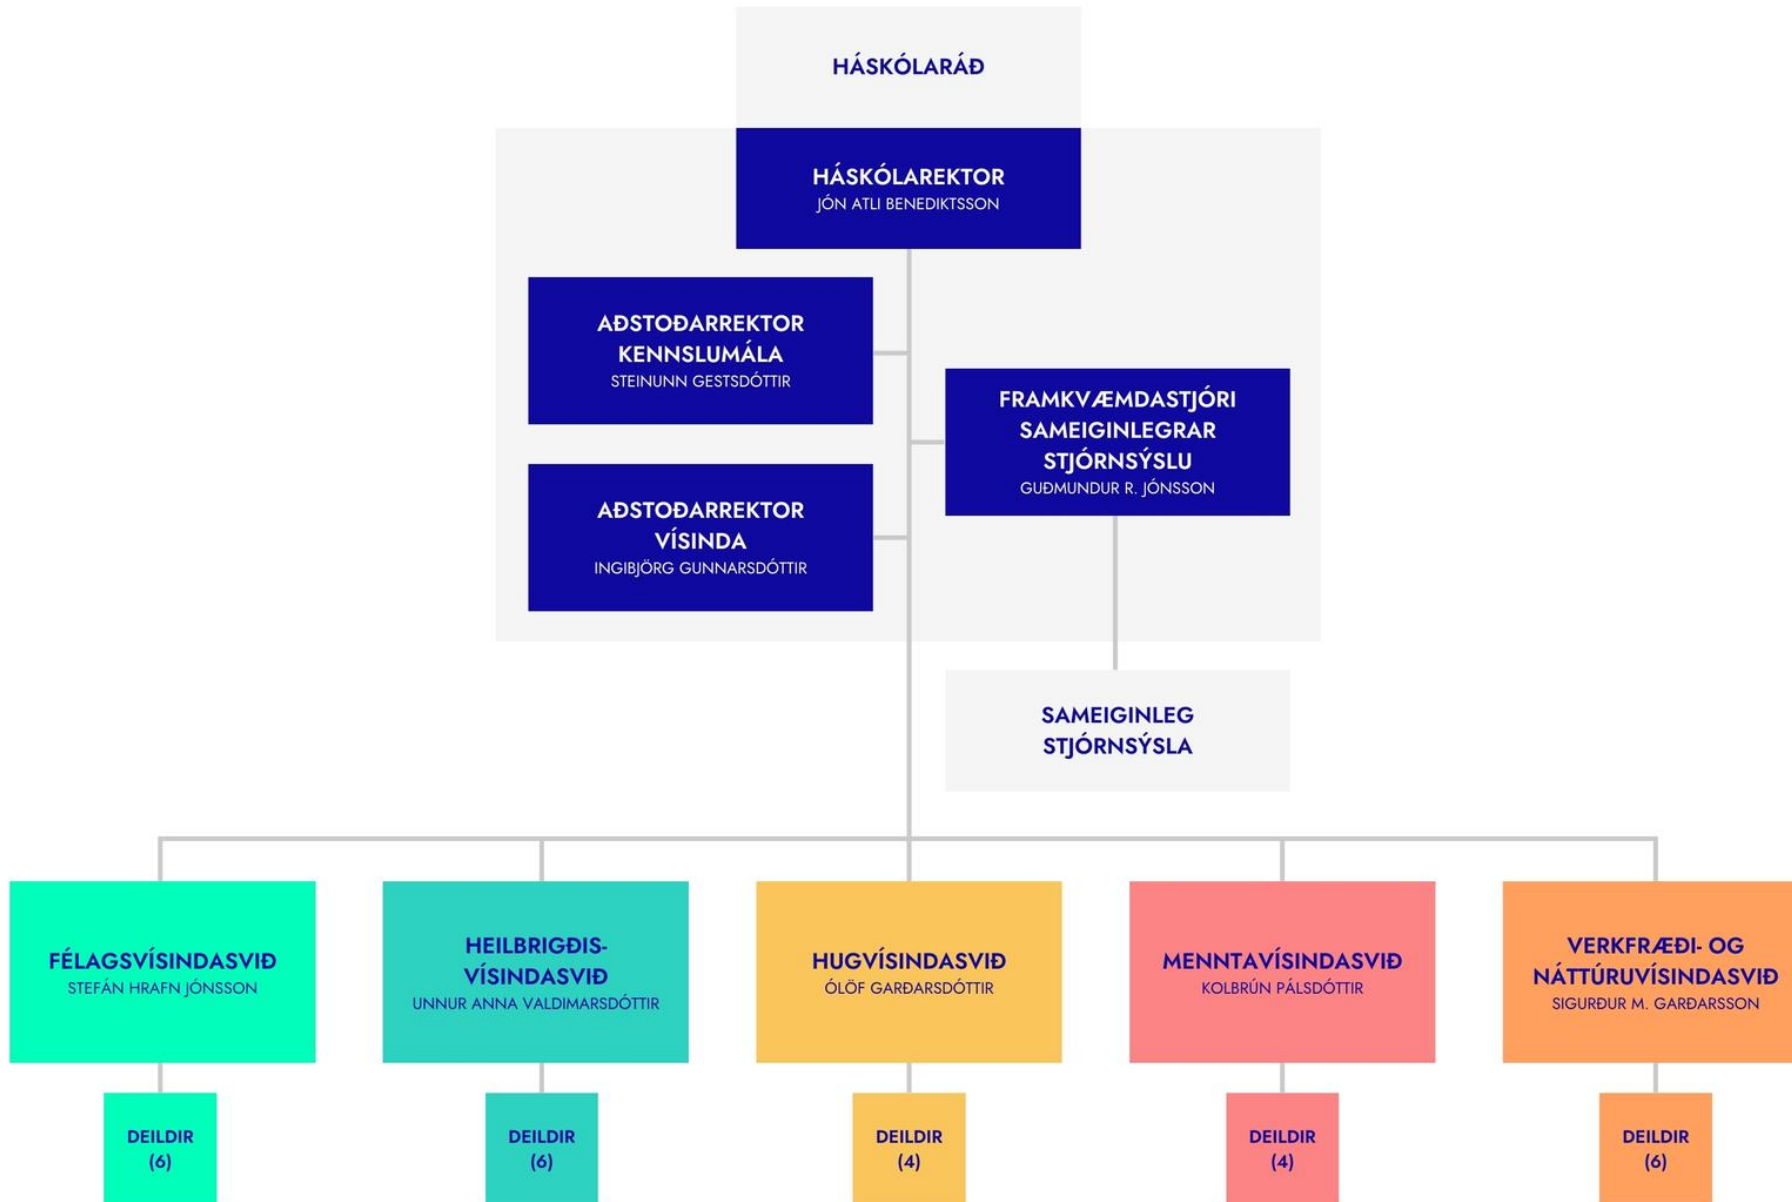 HÁSKÓLARÁÐ
HÁSKÓLAREKTOR
JÓN ATLI BENEDIKTSSON
AÐSTOÐARREKTOR
KENNSLUMÁLA
STEINUNN GESTSDÓTTIR
FRAMKVÆMDASTJÓRI
SAMEIGINLEGRAR
STJÓRNSÝSLU
GUÐMUNDUR R. JÓNSSON
AÐSTOÐARREKTOR
VÍSINDA
INGIBJÖRG GUNNARSDÓTTIR
SAMEIGINLEG
STJÓRNSÝSLA
FÉLAGSVÍSINDASVIÐ
STEFÁN HRAFN JÓNSSON
HEILBRIGÐIS-
VÍSINDASVIÐ
UNNUR ANNA VALDIMARSDÓTTIR
HUGVÍSINDASVIÐ
ÓLÖF GARÐARSDÓTTIR
MENNTAVÍSINDASVIÐ
KOLBRÚN PÁLSDÓTTIR
VERKFRÆÐI- OG
NÁTTÚRUVÍSINDASVIÐ
SIGURÐUR M. GARÐARSSON
DEILDIR
(6)
DEILDIR
(6)
DEILDIR
(4)
DEILDIR
(4)
DEILDIR
(6)